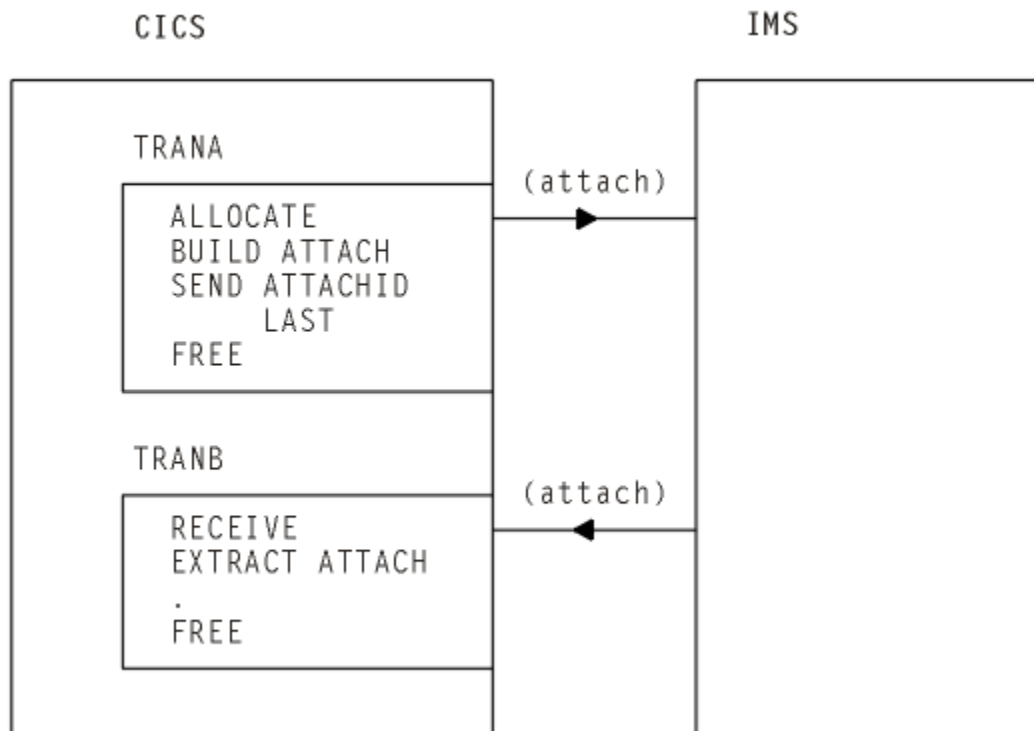 CICS
IMS
TRANA
(attach)
ALLOCATE
BUILD ATTACH
SEND ATTACHID
LAST
FREE
TRANB
(attach)
RECEIVE
EXTRACT ATTACH
.
FREE